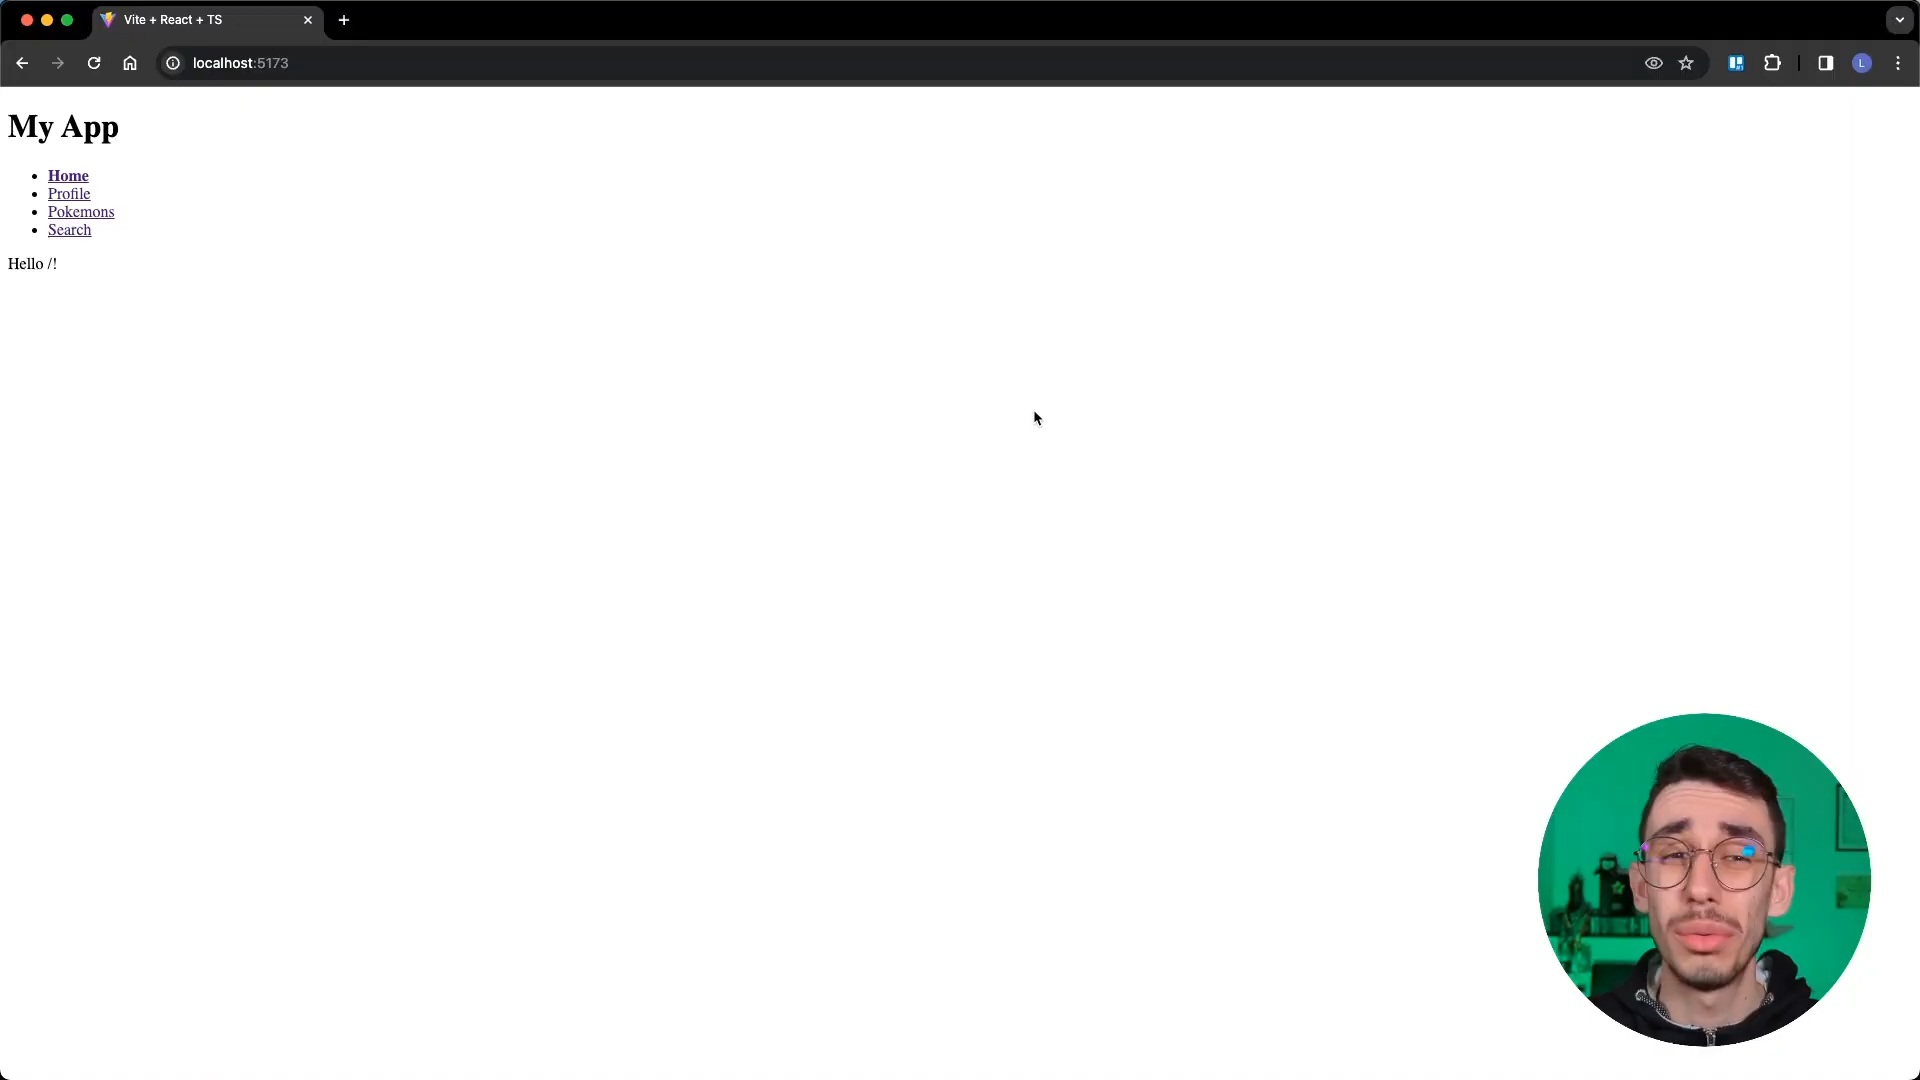 Vite + React + TS
localhost:5173
L
My App
Home
Profile
Pokemons
Search
Hello /!